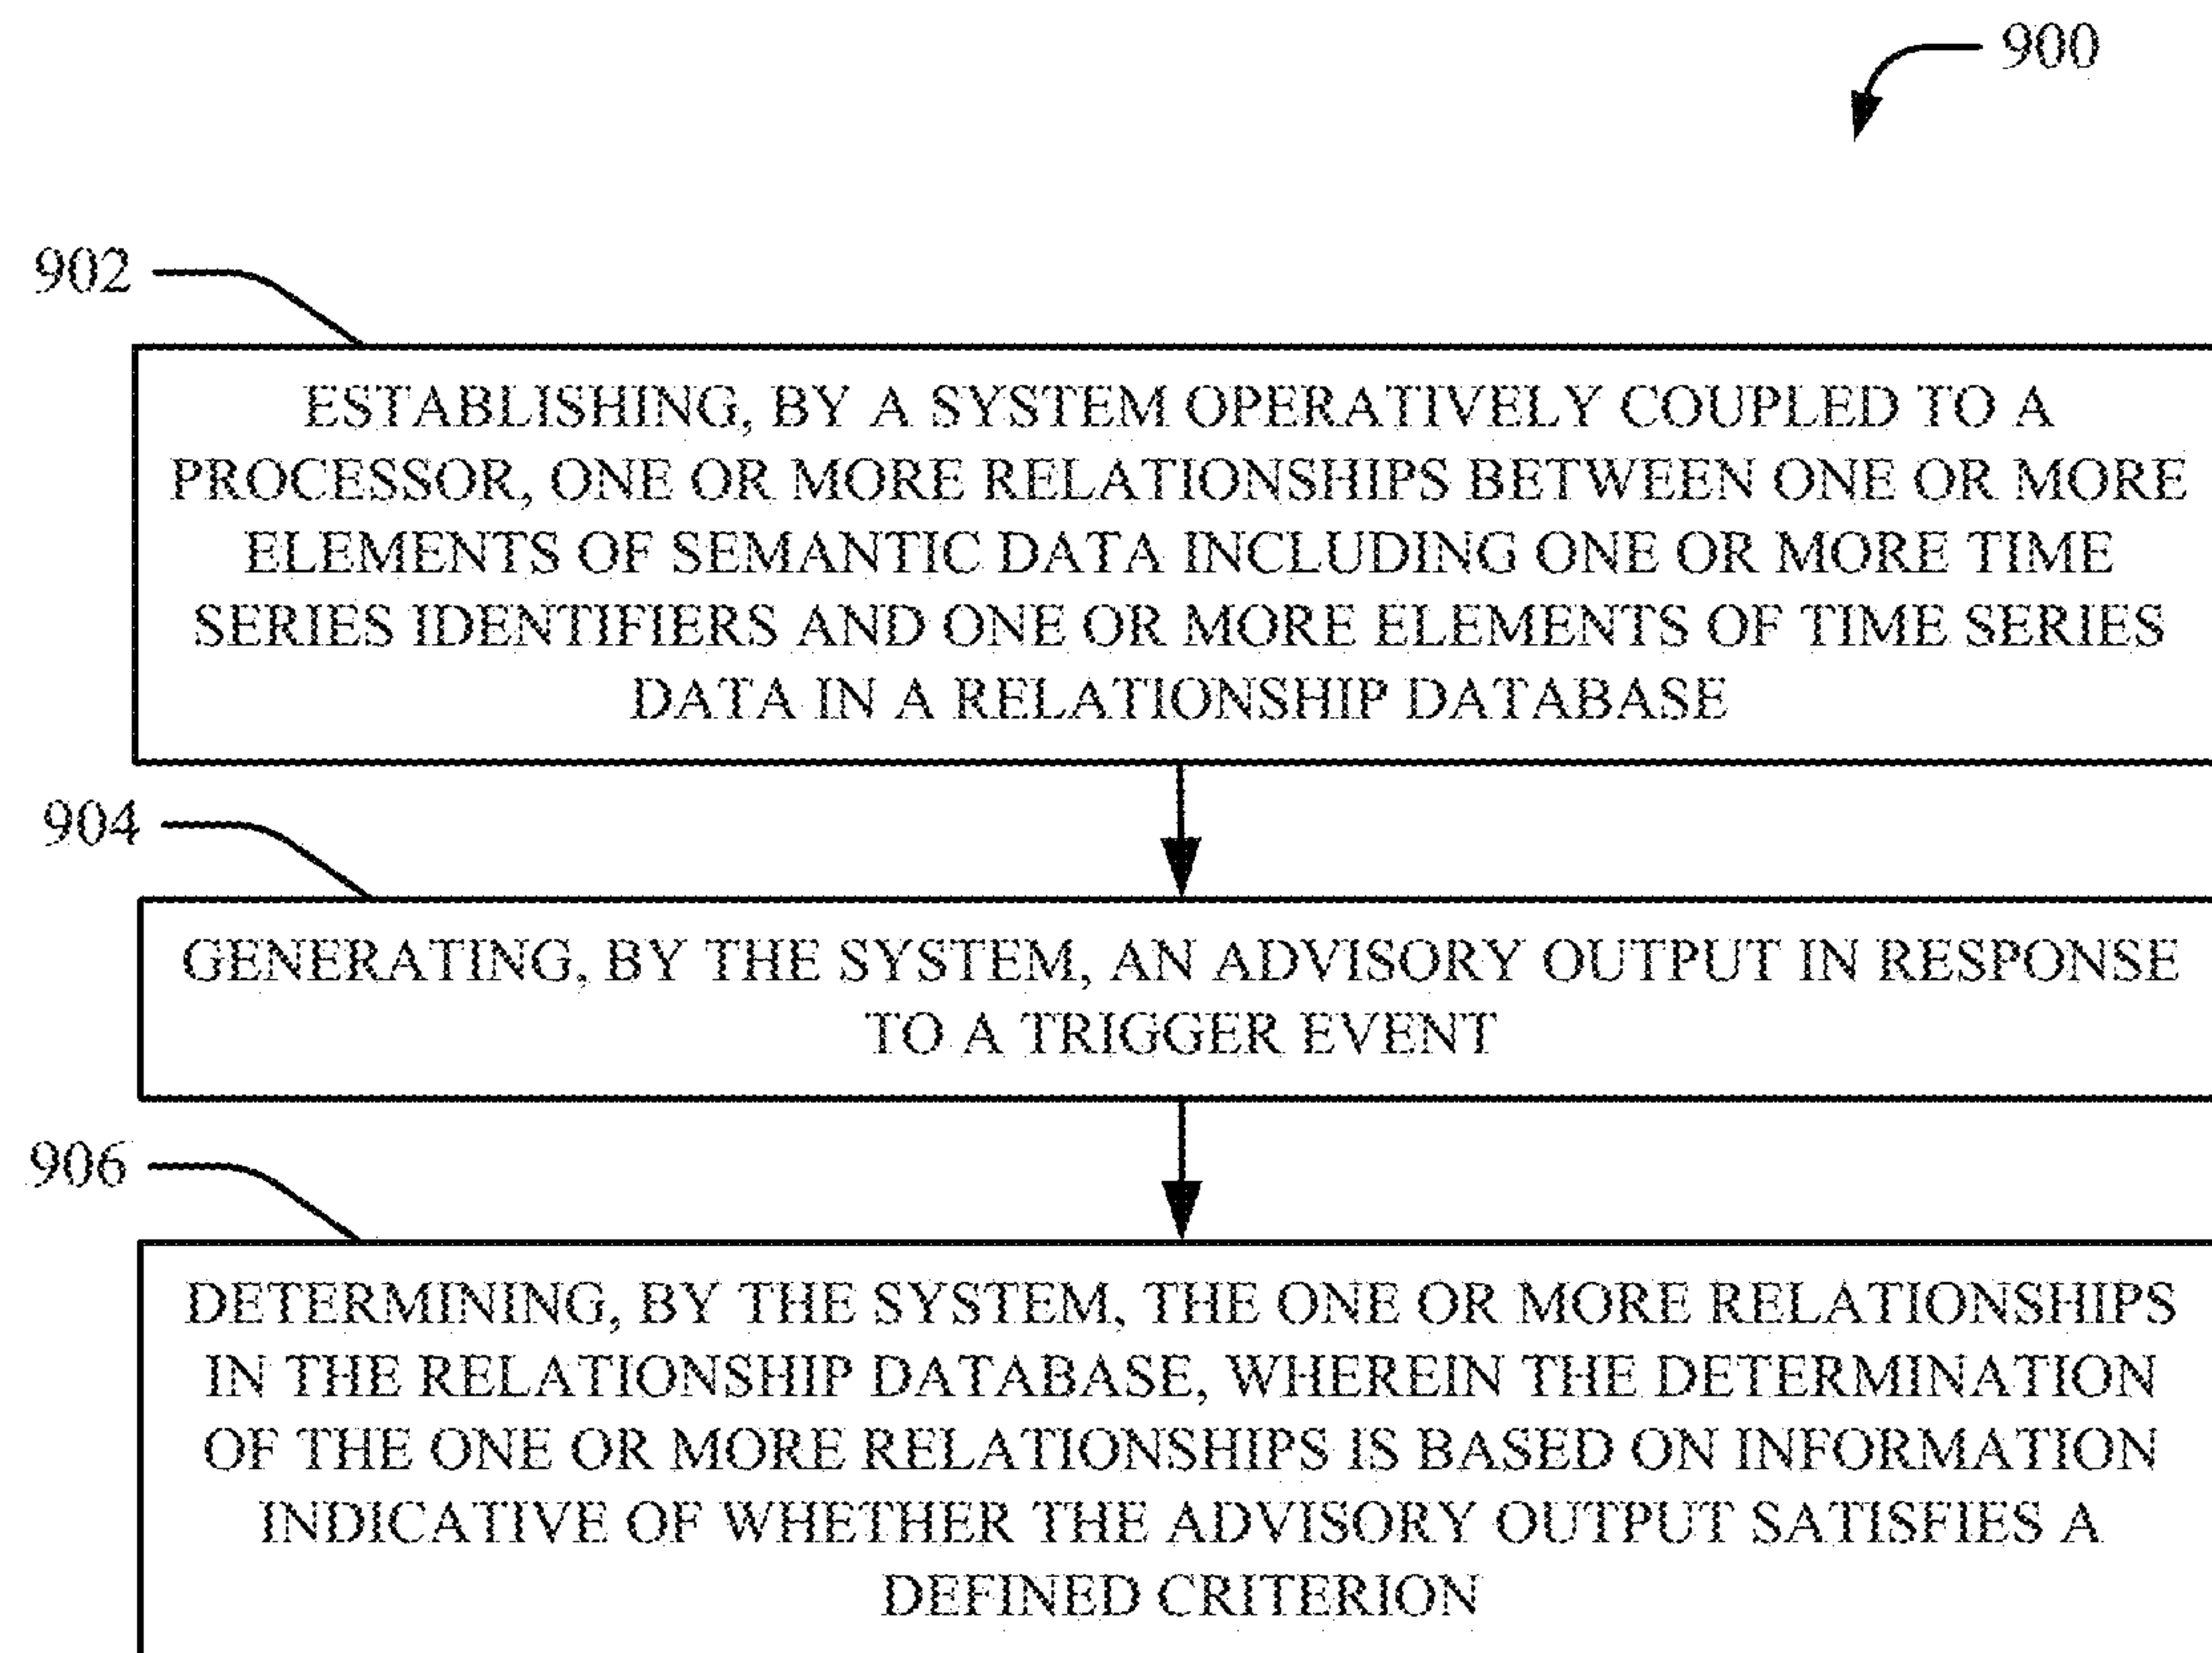 900
902
ESTABLISHING, BY A SYSTEM OPERATIVELY COUPLED TO A
PROCESSOR, ONE OR MORE RELATIONSHIPS BETWEEN ONE OR MORE
ELEMENTS OF SEMANTIC DATA INCLUDING ONE OR MORE TIME
SERIES IDENTIFIERS AND ONE OR MORE ELEMENTS OF TIME SERIES
DATA IN A RELATIONSHIP DATABASE
904
GENERATING, BY THE SYSTEM, AN ADVISORY OUTPUT IN RESPONSE
TO A TRIGGER EVENT
906
DETERMINING, BY THE SYSTEM, THE ONE OR MORE RELATIONSHIPS
IN THE RELATIONSHIP DATABASE, WHEREIN THE DETERMINATION
OF THE ONE OR MORE RELATIONSHIPS IS BASED ON INFORMATION
INDICATIVE OF WHETHER THE ADVISORY OUTPUT SATISFIES A
DEFINED CRITERION